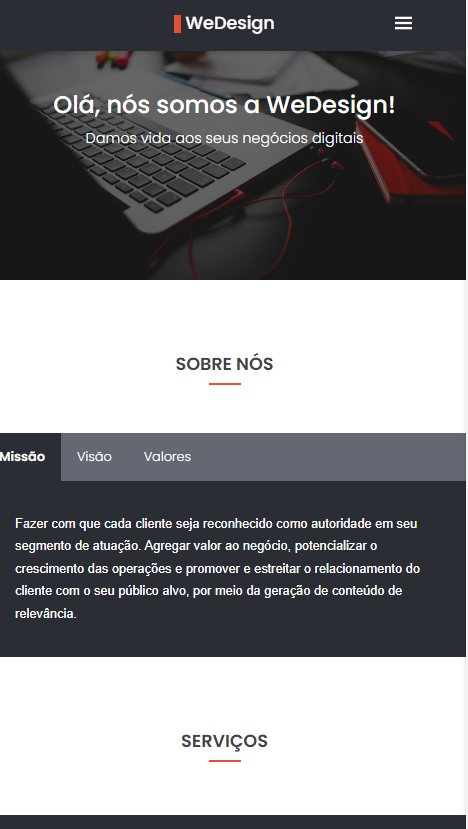 WeDesign
Olá, nós somos a WeDesign!
Damos vida aos seus negócios digitais
SOBRE NÓS
Missão Visão Valores
Fazer com que cada cliente seja reconhecido como autoridade em seu
segmento de atuação. Agregar valor ao negócio, potencializar o
crescimento das operações e promover e estreitar o relacionamento do
cliente com o seu público alvo, por meio da geração de conteúdo de
relevância.
SERVIÇOS